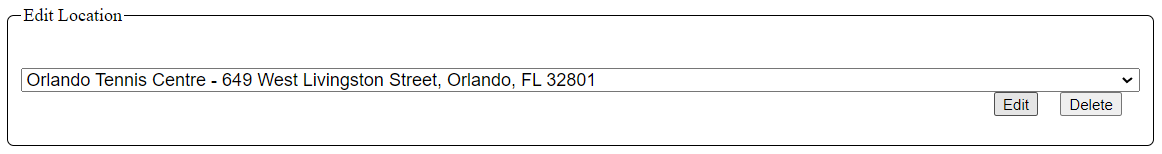 Edit Location
Orlando Tennis Centre - 649 West Livingston Street, Orlando, FL 32801
Edit Delete